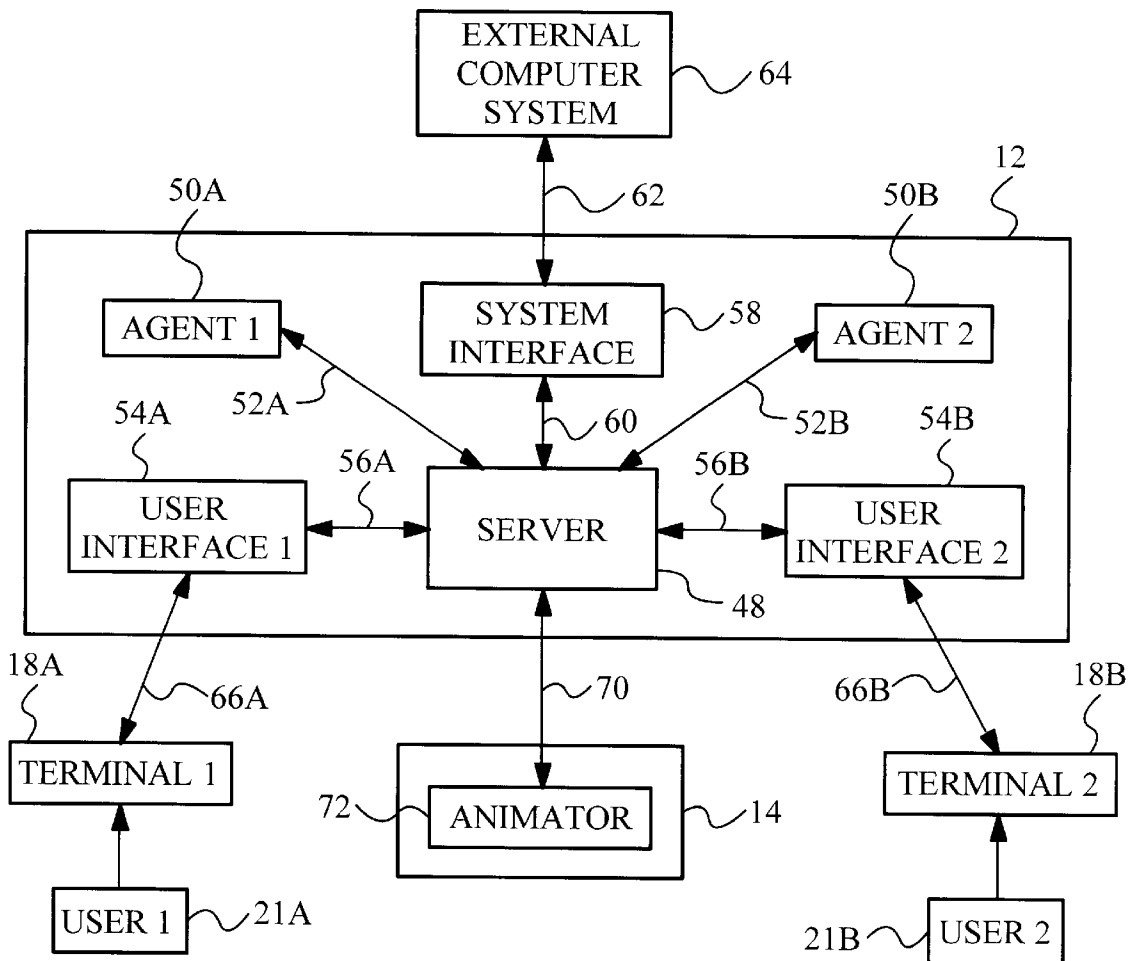 EXTERNAL
COMPUTER
SYSTEM
64
12
50A
62
50B
AGENT 1
SYSTEM
INTERFACE
58
AGENT 2
52A
60
52B
54A
54B
56A
56B
USER
INTERFACE 1
SERVER
USER
INTERFACE 2
48
18A
66A
70
66B
18B
TERMINAL 1
72
ANIMATOR
14
TERMINAL 2
USER 1
21A
21B
USER 2